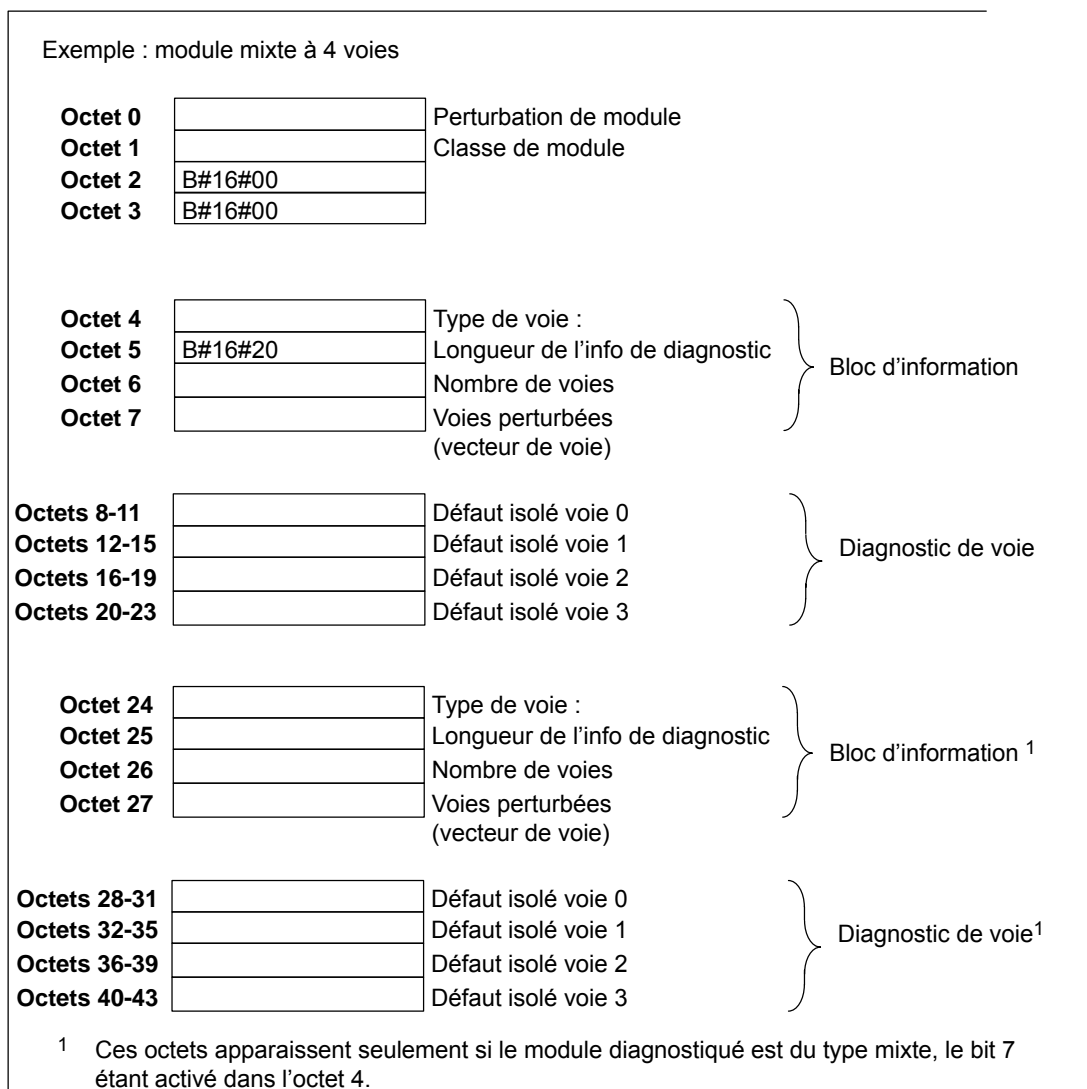 Exemple : module mixte à 4 voies
Octet 0 Perturbation de module
Octet 1 Classe de module
Octet 2 B#16#00
Octet 3 B#16#00
Octet 4 Type de voie :
Octet 5 B#16#20 Longueur de l'info de diagnostic
Octet 6 Nombre de voies
Octet 7 Voies perturbées
(vecteur de voie)
Bloc d'information
Octets 8-11 Défaut isolé voie 0
Octets 12-15 Défaut isolé voie 1
Octets 16-19 Défaut isolé voie 2
Octets 20-23 Défaut isolé voie 3
Diagnostic de voie
Octet 24 Type de voie :
Octet 25 Longueur de l'info de diagnostic
Octet 26 Nombre de voies
Octet 27 Voies perturbées
(vecteur de voie)
Bloc d'information 1
Octets 28-31 Défaut isolé voie 0
Octets 32-35 Défaut isolé voie 1
Octets 36-39 Défaut isolé voie 2
Octets 40-43 Défaut isolé voie 3
Diagnostic de voie1
1 Ces octets apparaissent seulement si le module diagnostiqué est du type mixte, le bit 7
étant activé dans l'octet 4.